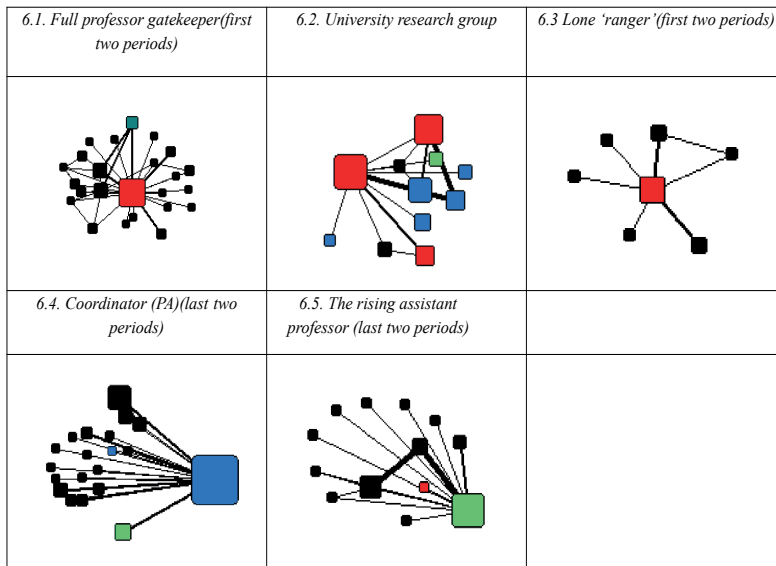 6.1. Full professor gatekeeper(first
two periods)
6.2. University research group
6.3 Lone ‘ranger’(first two periods)
6.4. Coordinator (PA)(last two
periods)
6.5. The rising assistant
professor (last two periods)